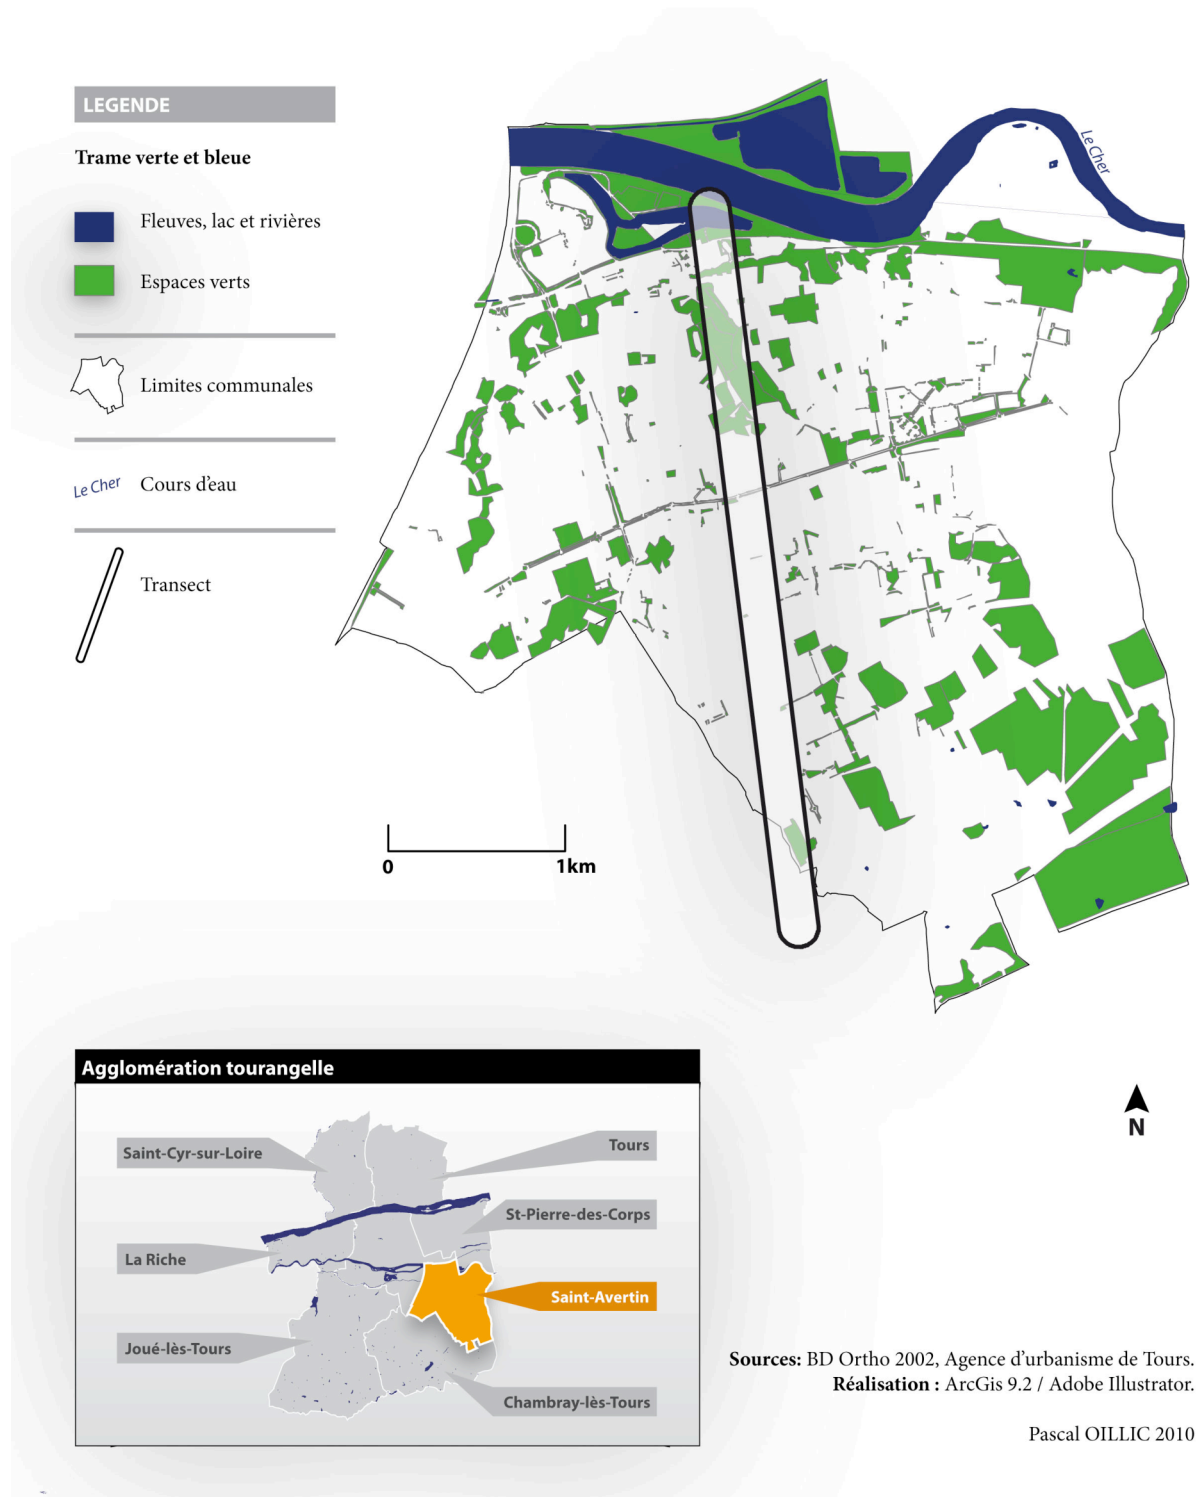 LEGENDE
Trame verte et bleue
Fleuves, lac et rivières
Espaces verts
Limites communales
Le Cher
Cours d'eau
Transect
Le Cher
0
1km
Agglomération tourangelle
Saint-Cyr-sur-Loire
Tours
St-Pierre-des-Corps
La Riche
Saint-Avertin
Joué-lès-Tours
Chambray-lès-Tours
N
Sources: BD Ortho 2002, Agence d'urbanisme de Tours.
Réalisation : ArcGis 9.2 / Adobe Illustrator.
Pascal OILLIC 2010